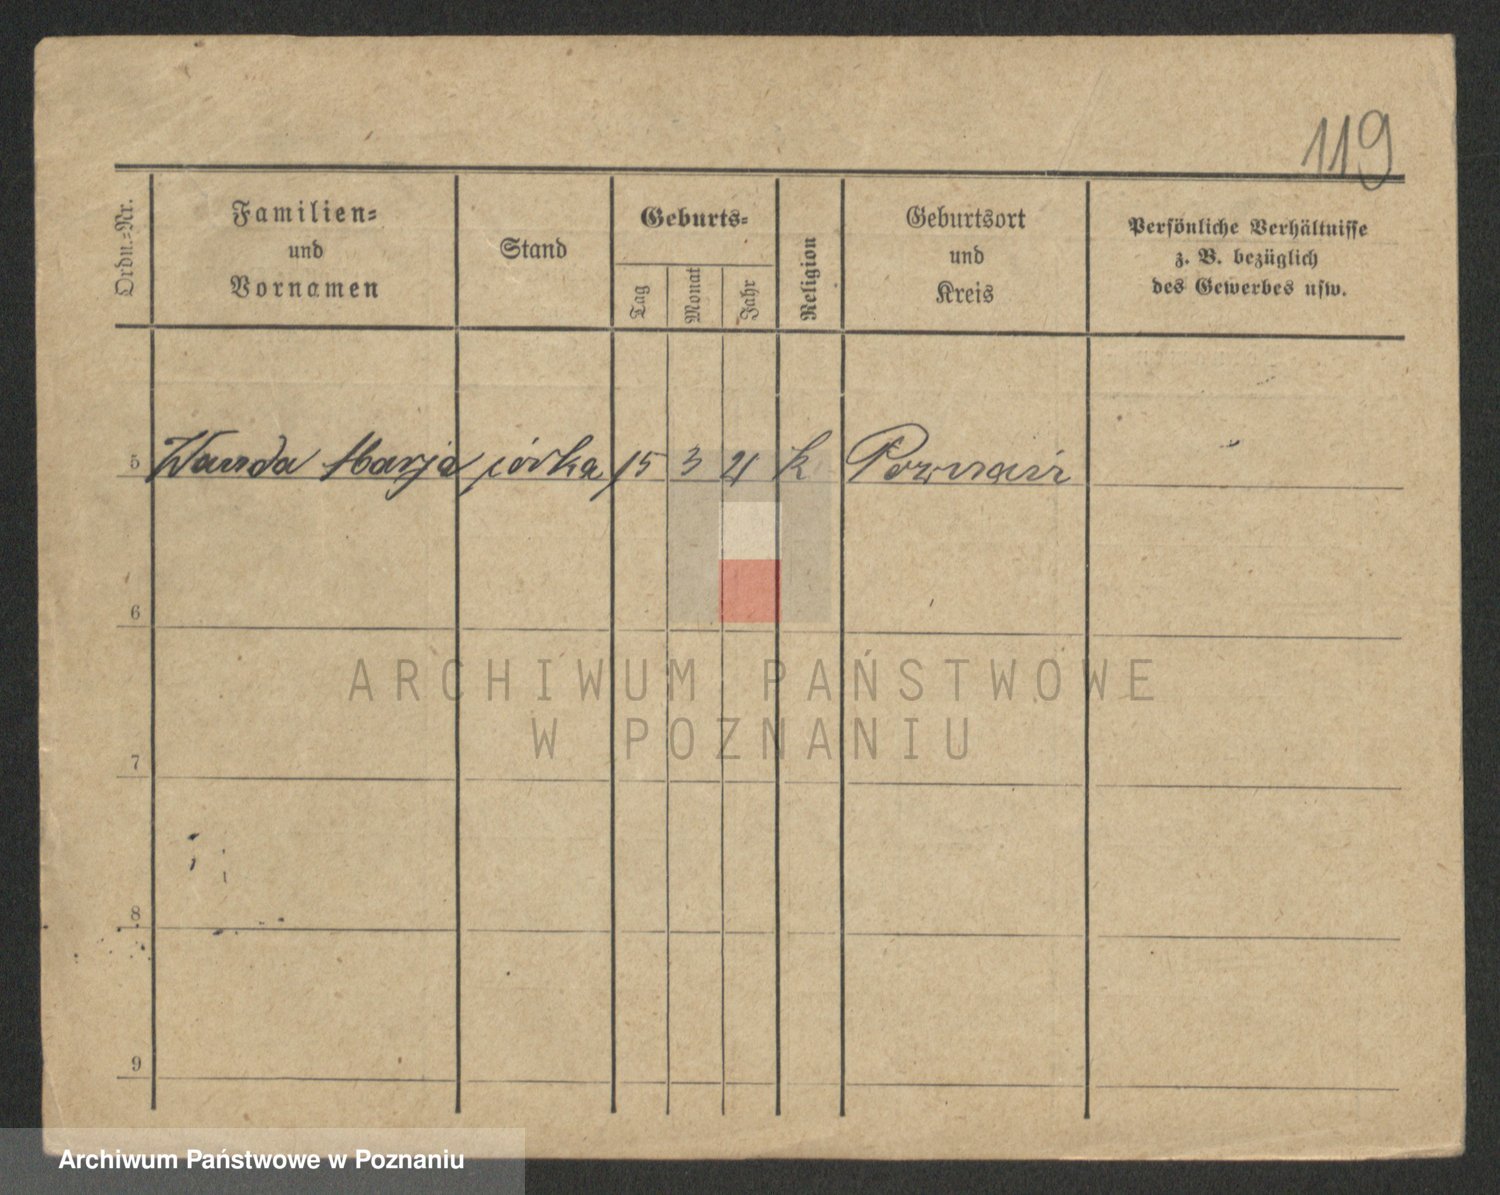 119
Ordn.-Nr.
Familien-
und
Vornamen
Stand
Geburts-
Tag
Monat
Jahr
Religion
Geburtsort
und
Kreis
Persönliche Verhältnisse
z. B. bezüglich
des Gewerbes usw.
5 Wanda Marja córka 15 3 21 k Poznań
6
ARCHIWUM PAŃSTWOWE
W POZNANIU
7
8
9
Archiwum Państwowe w Poznaniu